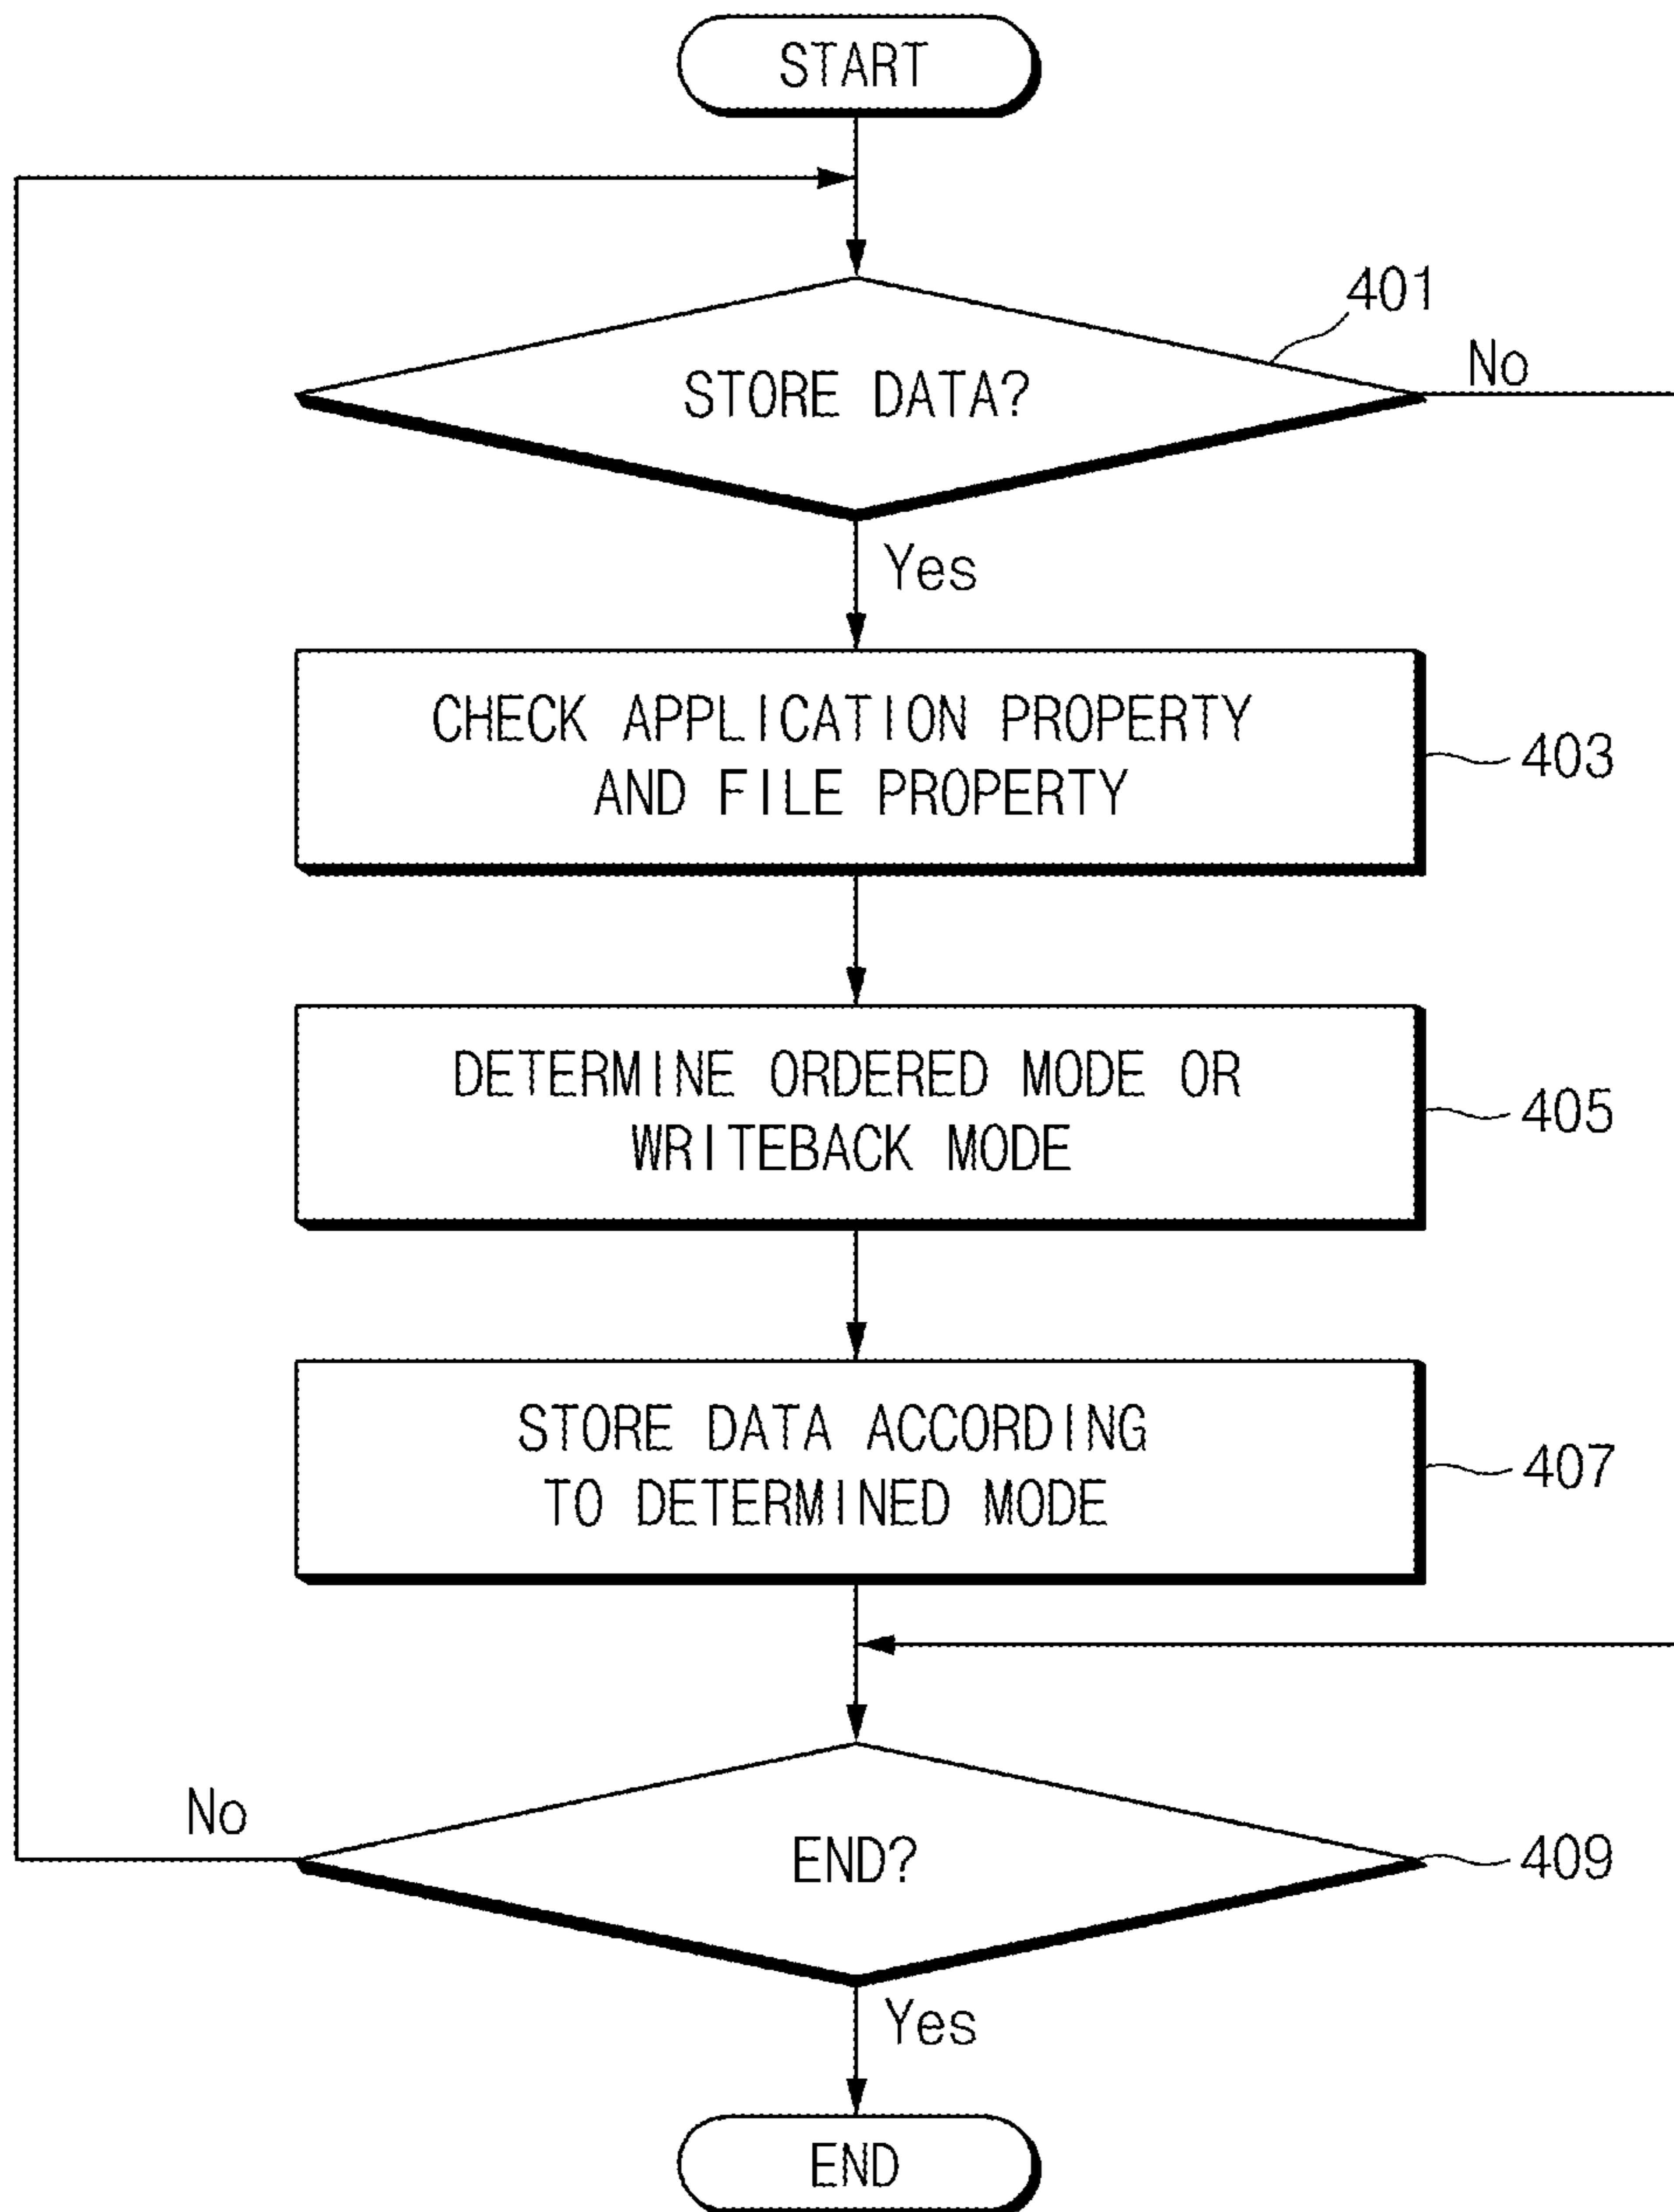 START
401
No
STORE DATA?
Yes
CHECK APPLICATION PROPERTY
AND FILE PROPERTY
403
DETERMINE ORDERED MODE OR
WRITEBACK MODE
405
STORE DATA ACCORDING
TO DETERMINED MODE
407
No
END?
409
Yes
END